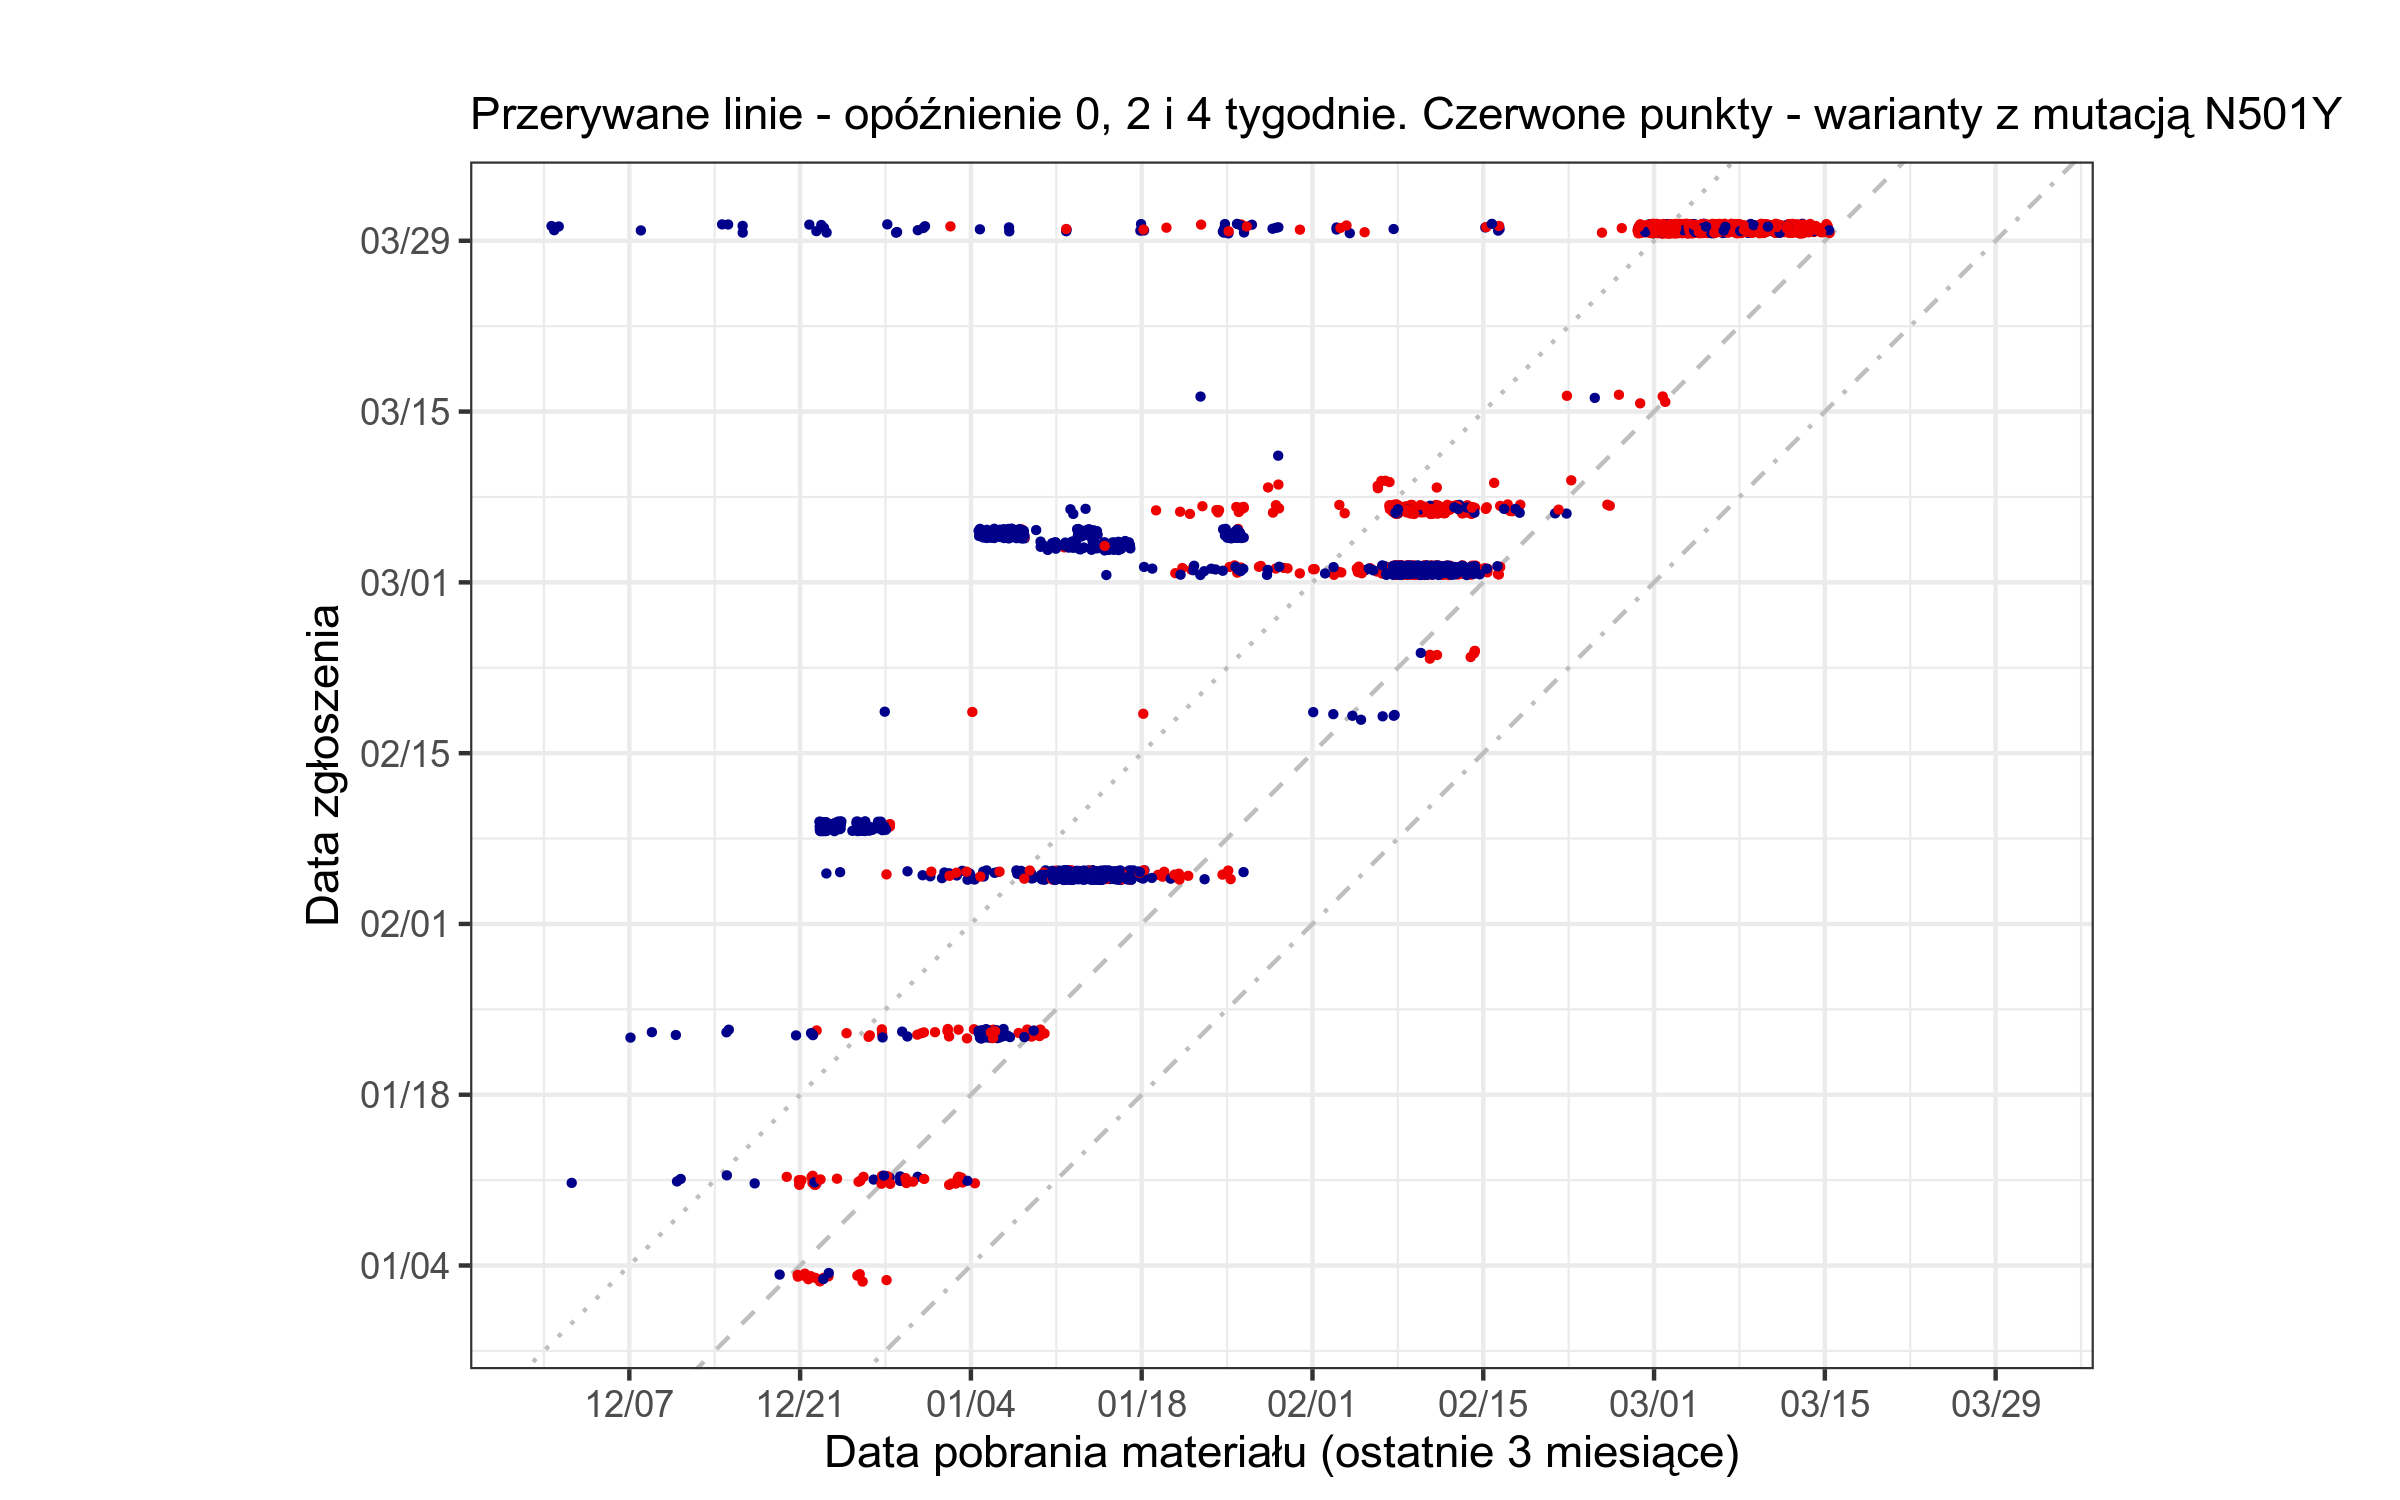 Przerywane linie - opóźnienie 0, 2 i 4 tygodnie. Czerwone punkty - warianty z mutacją N501Y
Data zgłoszenia
03/29
03/15
03/01
02/15
02/01
01/18
01/04
12/07 12/21 01/04 01/18 02/01 02/15 03/01 03/15 03/29
Data pobrania materiału (ostatnie 3 miesiące)